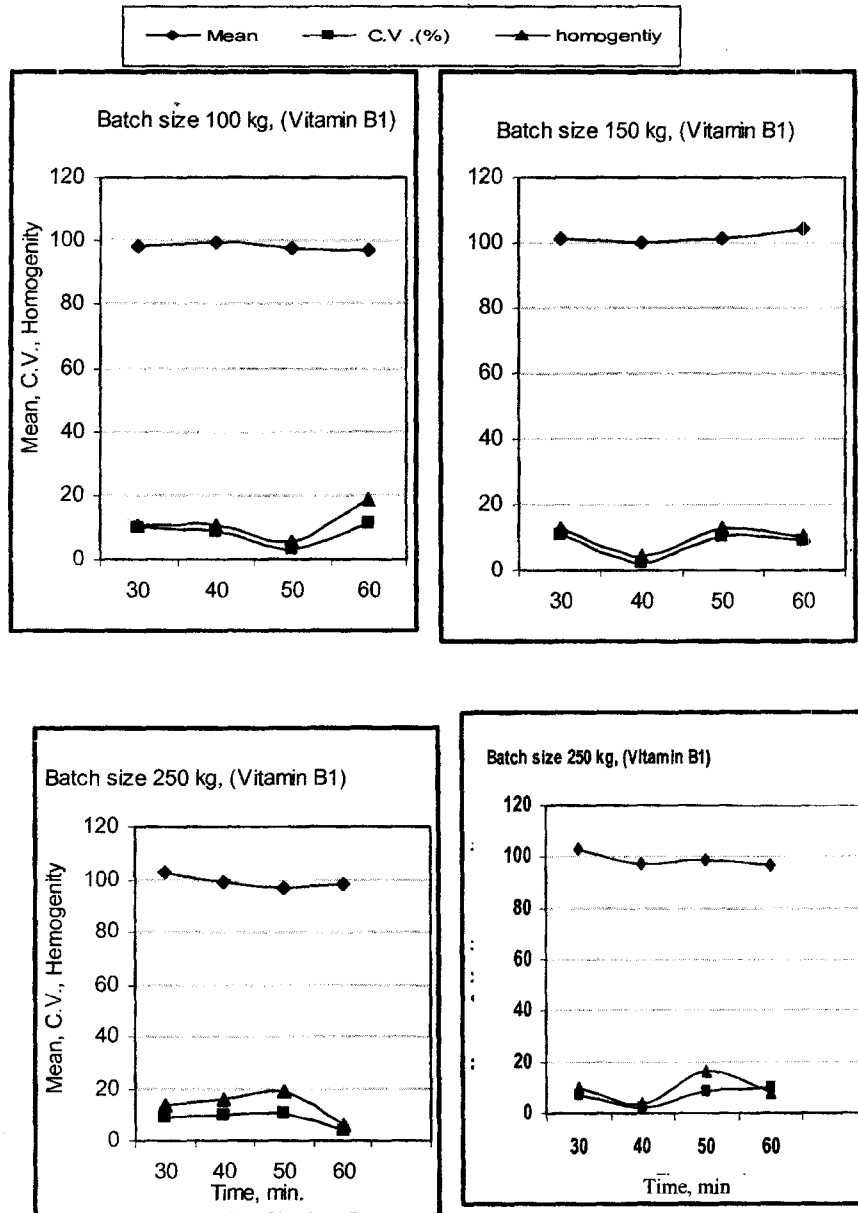 Mean C.V.(%) homogentiy
Batch size 100 kg, (Vitamin B1)
Mean, C.V., Homogenity
120
100
80
60
40
20
0
30 40 50 60
Batch size 150 kg, (Vitamin B1)
120
100
80
60
40
20
0
30 40 50 60
Batch size 250 kg, (Vitamin B1)
Mean, C.V., Hemogenity
120
100
80
60
40
20
0
30 40 50 60
Time, min.
Batch size 250 kg, (Vitamin B1)
120
100
80
60
40
20
0
30 40 50 60
Time, min